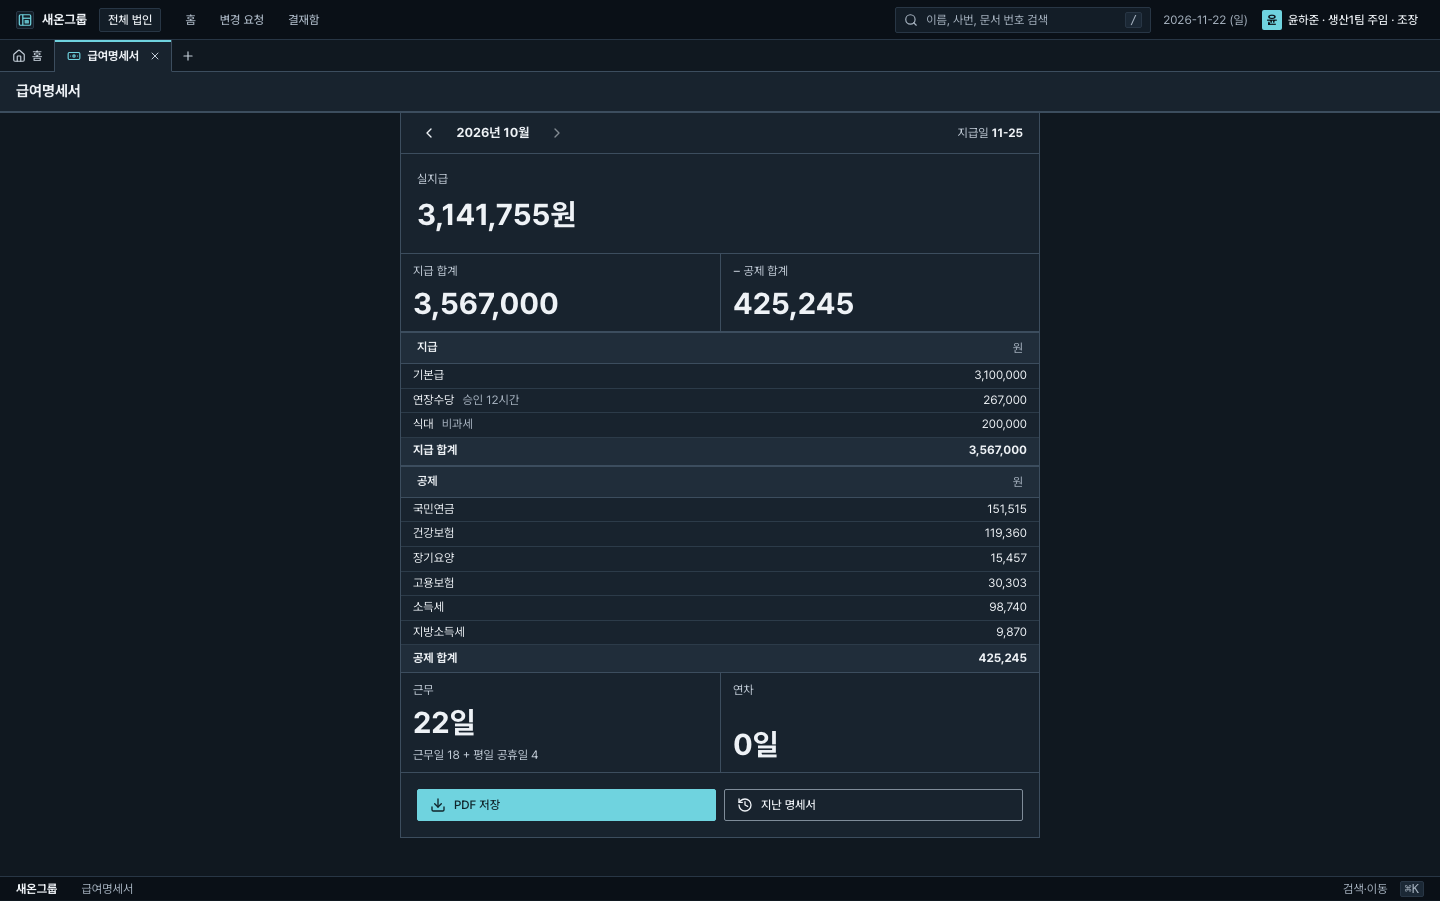 새온그룹 전체 법인 홈 변경 요청 결재함 이름, 사번, 문서 번호 검색 / 2026-11-22 (일) 윤 윤하준 · 생산1팀 주임 · 조장
홈 급여명세서
급여명세서
2026년 10월 지급일 11-25
실지급
3,141,755원
지급 합계
3,567,000
– 공제 합계
425,245
지급 원
기본급 3,100,000
연장수당 승인 12시간 267,000
식대 비과세 200,000
지급 합계 3,567,000
공제 원
국민연금 151,515
건강보험 119,360
장기요양 15,457
고용보험 30,303
소득세 98,740
지방소득세 9,870
공제 합계 425,245
근무
22일
근무일 18 + 평일 공휴일 4
연차
0일
PDF 저장 지난 명세서
새온그룹 급여명세서 검색·이동 ⌘K